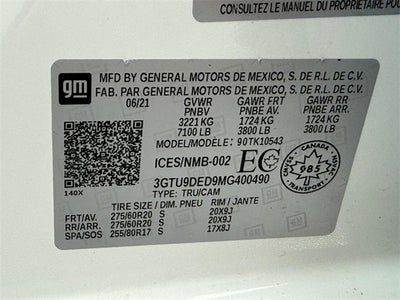 CONSULTEZ LE MANUEL DU PROPRIÉTAIRE POUR
gm
MFD BY GENERAL MOTORS DE MEXICO, S. DE R.L. DE C.V.
FAB. PAR GENERAL MOTORS DE MEXICO, S. DE R.L. DE C.V.
06/21 GVWR GAWR FRT GAWR RR
PNBV PNBE AV. PNBE ARR.
3221 KG 1724 KG 1724 KG
7100 LB 3800 LB 3800 LB
MODEL/MODÈLE: 90TK10543
ICES/NMB-002 EC
3GTU9DED9MG400490
140X TYPE: TRU/CAM
TIRE SIZE / DIM. PNEU RIM / JANTE
FRT/AV. 275/60R20 S 20X9J
RR/ARR. 275/60R20 S 20X9J
SPA/SOS 255/80R17 S 17X8J
DRIVES
985
CANADA